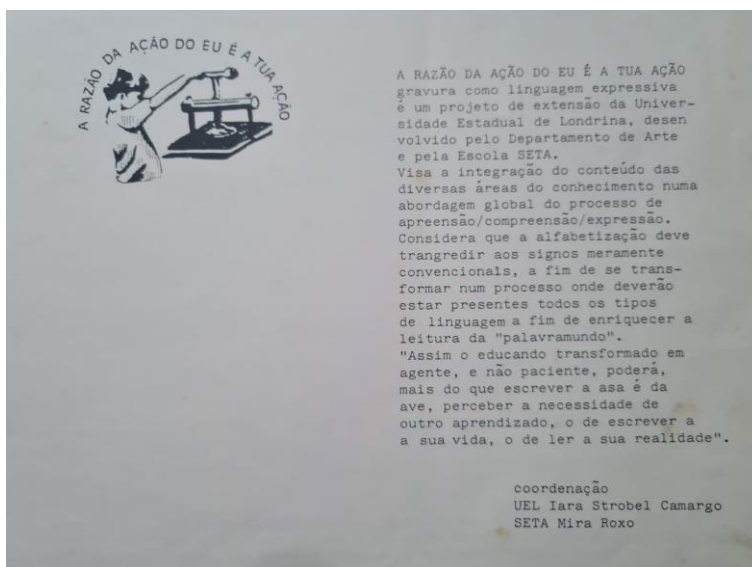 A RAZÃO DA AÇÃO DO EU É A TUA AÇÃO
A RAZÃO DA AÇÃO DO EU É A TUA AÇÃO
gravura como linguagem expressiva
é um projeto de extensão da Univer-
sidade Estadual de Londrina, desen
volvido pelo Departamento de Arte
e pela Escola SETA.
Visa a integração do conteúdo das
diversas áreas do conhecimento numa
abordagem global do processo de
apreensão/compreensão/expressão.
Considera que a alfabetização deve
trangredir aos signos meramente
convencionais, a fim de se trans-
formar num processo onde deverão
estar presentes todos os tipos
de linguagem a fim de enriquecer a
leitura da "palavramundo".
"Assim o educando transformado em
agente, e não paciente, poderá,
mais do que escrever a asa é da
ave, perceber a necessidade de
outro aprendizado, o de escrever a
a sua vida, o de ler a sua realidade".
coordenação
UEL Iara Strobel Camargo
SETA Mira Roxo